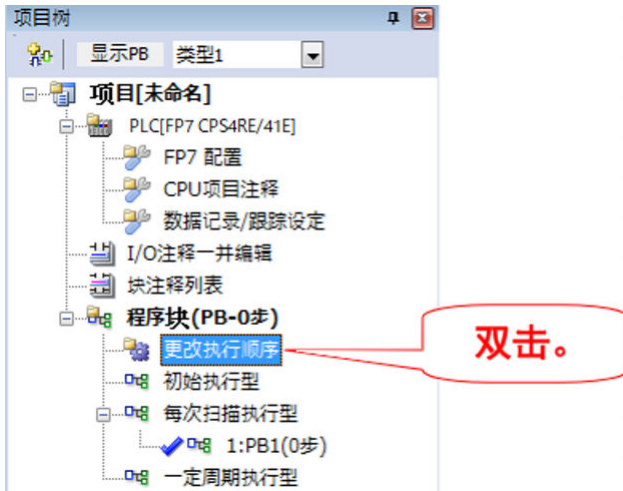 项目树
显示PB 类型1
项目[未命名]
PLC[FP7 CPS4RE/41E]
FP7 配置
CPU项目注释
数据记录/跟踪设定
I/O注释一并编辑
块注释列表
程序块(PB-0步)
更改执行顺序
双击。
初始执行型
每次扫描执行型
1:PB1(0步)
一定周期执行型